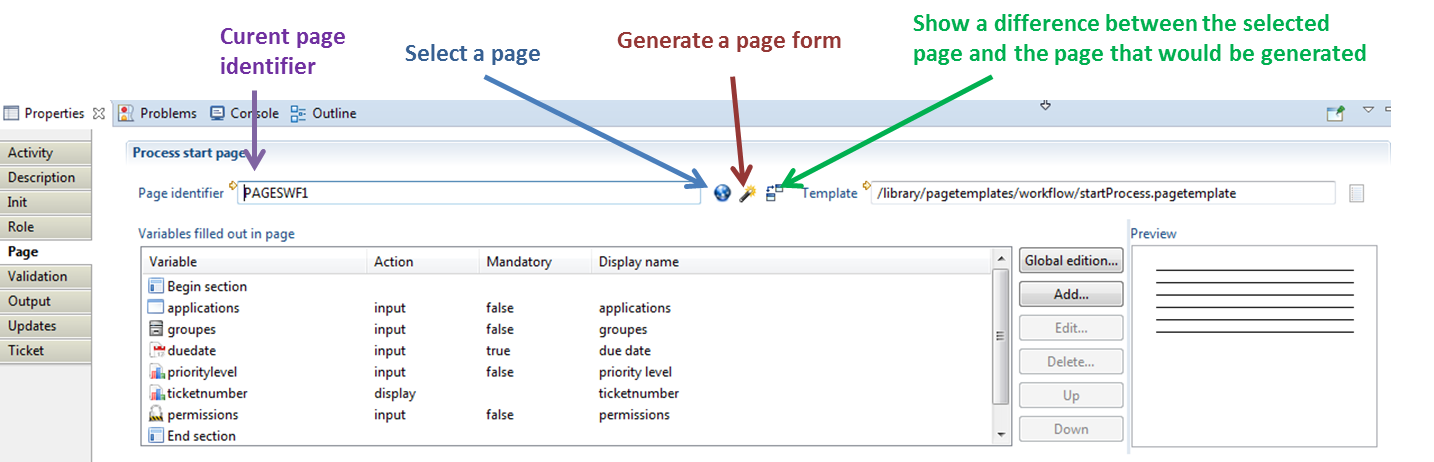 Curent page
identifier
Select a page
Generate a page form
Show a difference between the selected
page and the page that would be generated
Properties
Problems
Console
Outline
Activity
Description
Init
Role
Page
Validation
Output
Updates
Ticket
Process start page
Page identifier
PAGESWF1
Template
/library/pagetemplates/workflow/startProcess.pagetemplate
Variables filled out in page
Variable Action Mandatory Display name
Begin section
applications input false applications
groupes input false groupes
duedate input true due date
prioritylevel input false priority level
ticketnumber display ticketnumber
permissions input false permissions
End section
Global edition...
Add...
Edit...
Delete...
Up
Down
Preview